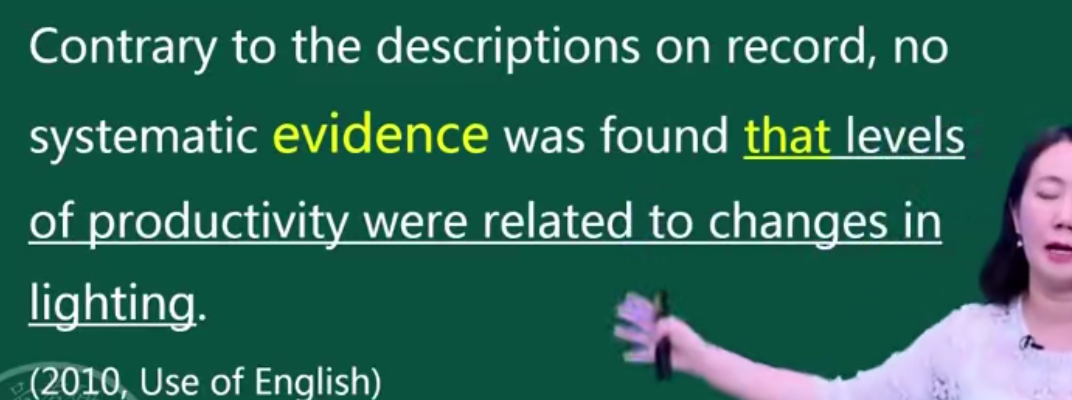 Contrary to the descriptions on record, no
systematic evidence was found that levels
of productivity were related to changes in
lighting.
(2010, Use of English)